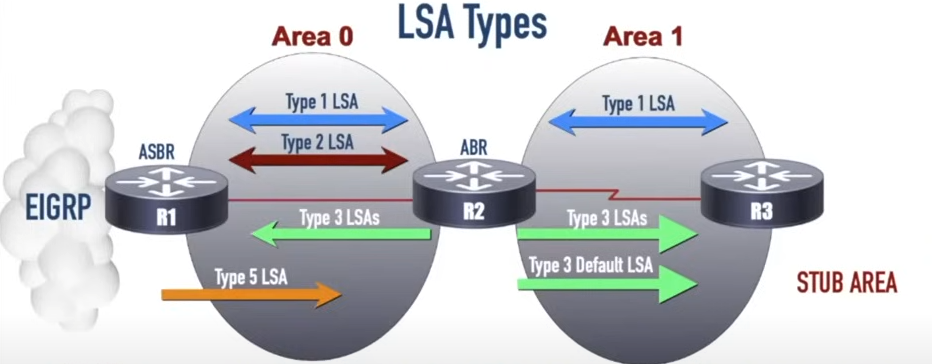 LSA Types
Area 0
Area 1
Type 1 LSA
Type 1 LSA
Type 2 LSA
ASBR
ABR
EIGRP
R1
R2
R3
Type 3 LSAs
Type 3 LSAs
Type 5 LSA
Type 3 Default LSA
STUB AREA